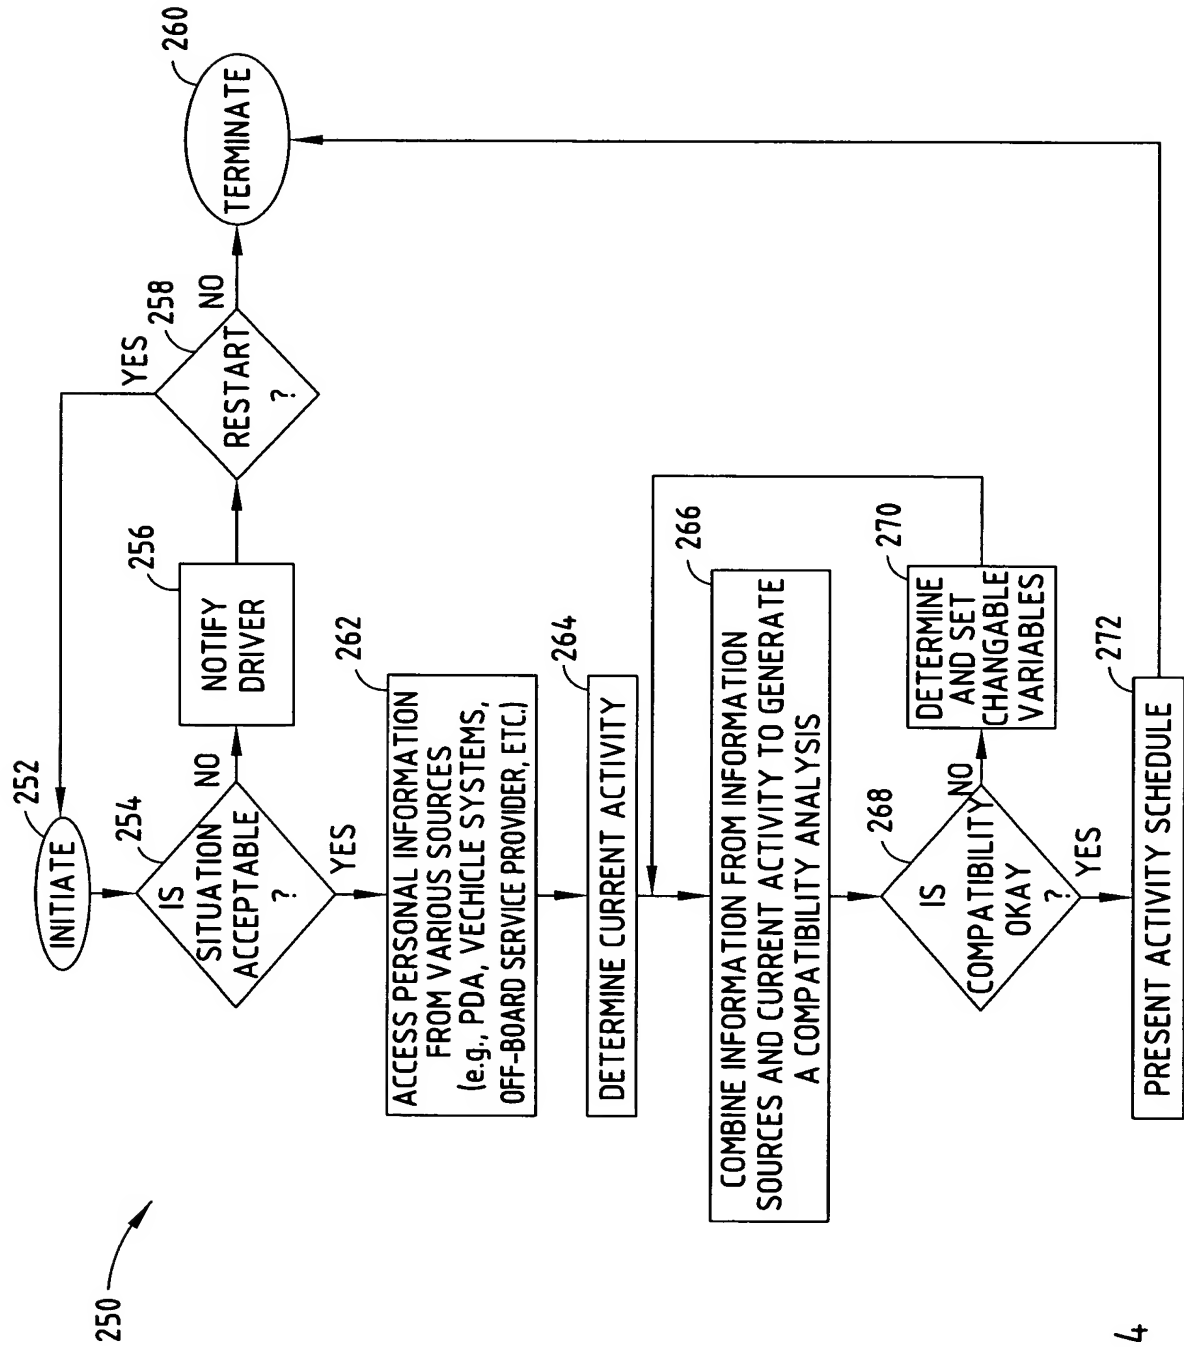 250
252
INITIATE
254
IS
SITUATION
ACCEPTABLE
?
NO
YES
256
NOTIFY
DRIVER
258
RESTART
?
YES
NO
260
TERMINATE
262
ACCESS PERSONAL INFORMATION
FROM VARIOUS SOURCES
(e.g., PDA, VECHICLE SYSTEMS,
OFF-BOARD SERVICE PROVIDER, ETC.)
264
DETERMINE CURRENT ACTIVITY
266
COMBINE INFORMATION FROM INFORMATION
SOURCES AND CURRENT ACTIVITY TO GENERATE
A COMPATIBILITY ANALYSIS
268
IS
COMPATIBILITY
OKAY
?
NO
YES
270
DETERMINE
AND SET
CHANGABLE
VARIABLES
272
PRESENT ACTIVITY SCHEDULE
4